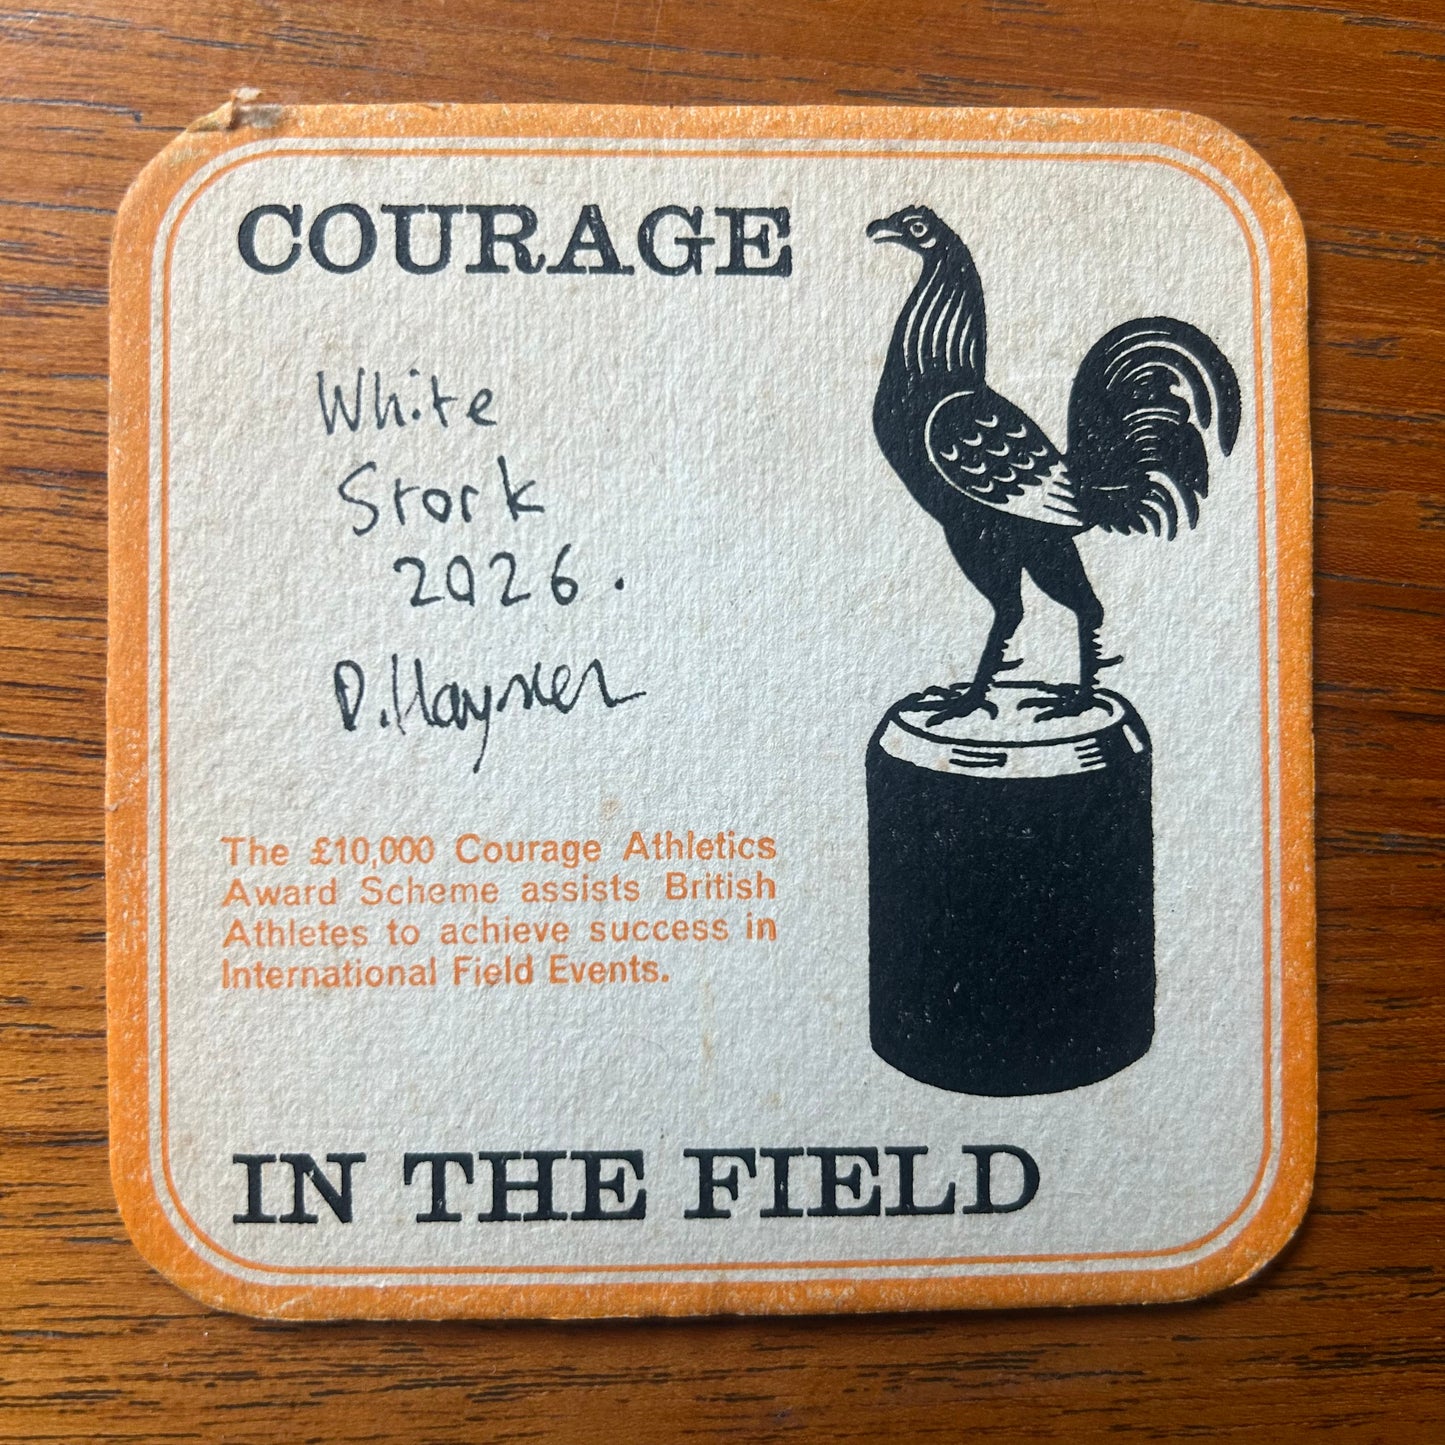 COURAGE
White
Stork
2026.
The £10,000 Courage Athletics
Award Scheme assists British
Athletes to achieve success in
International Field Events.
IN THE FIELD